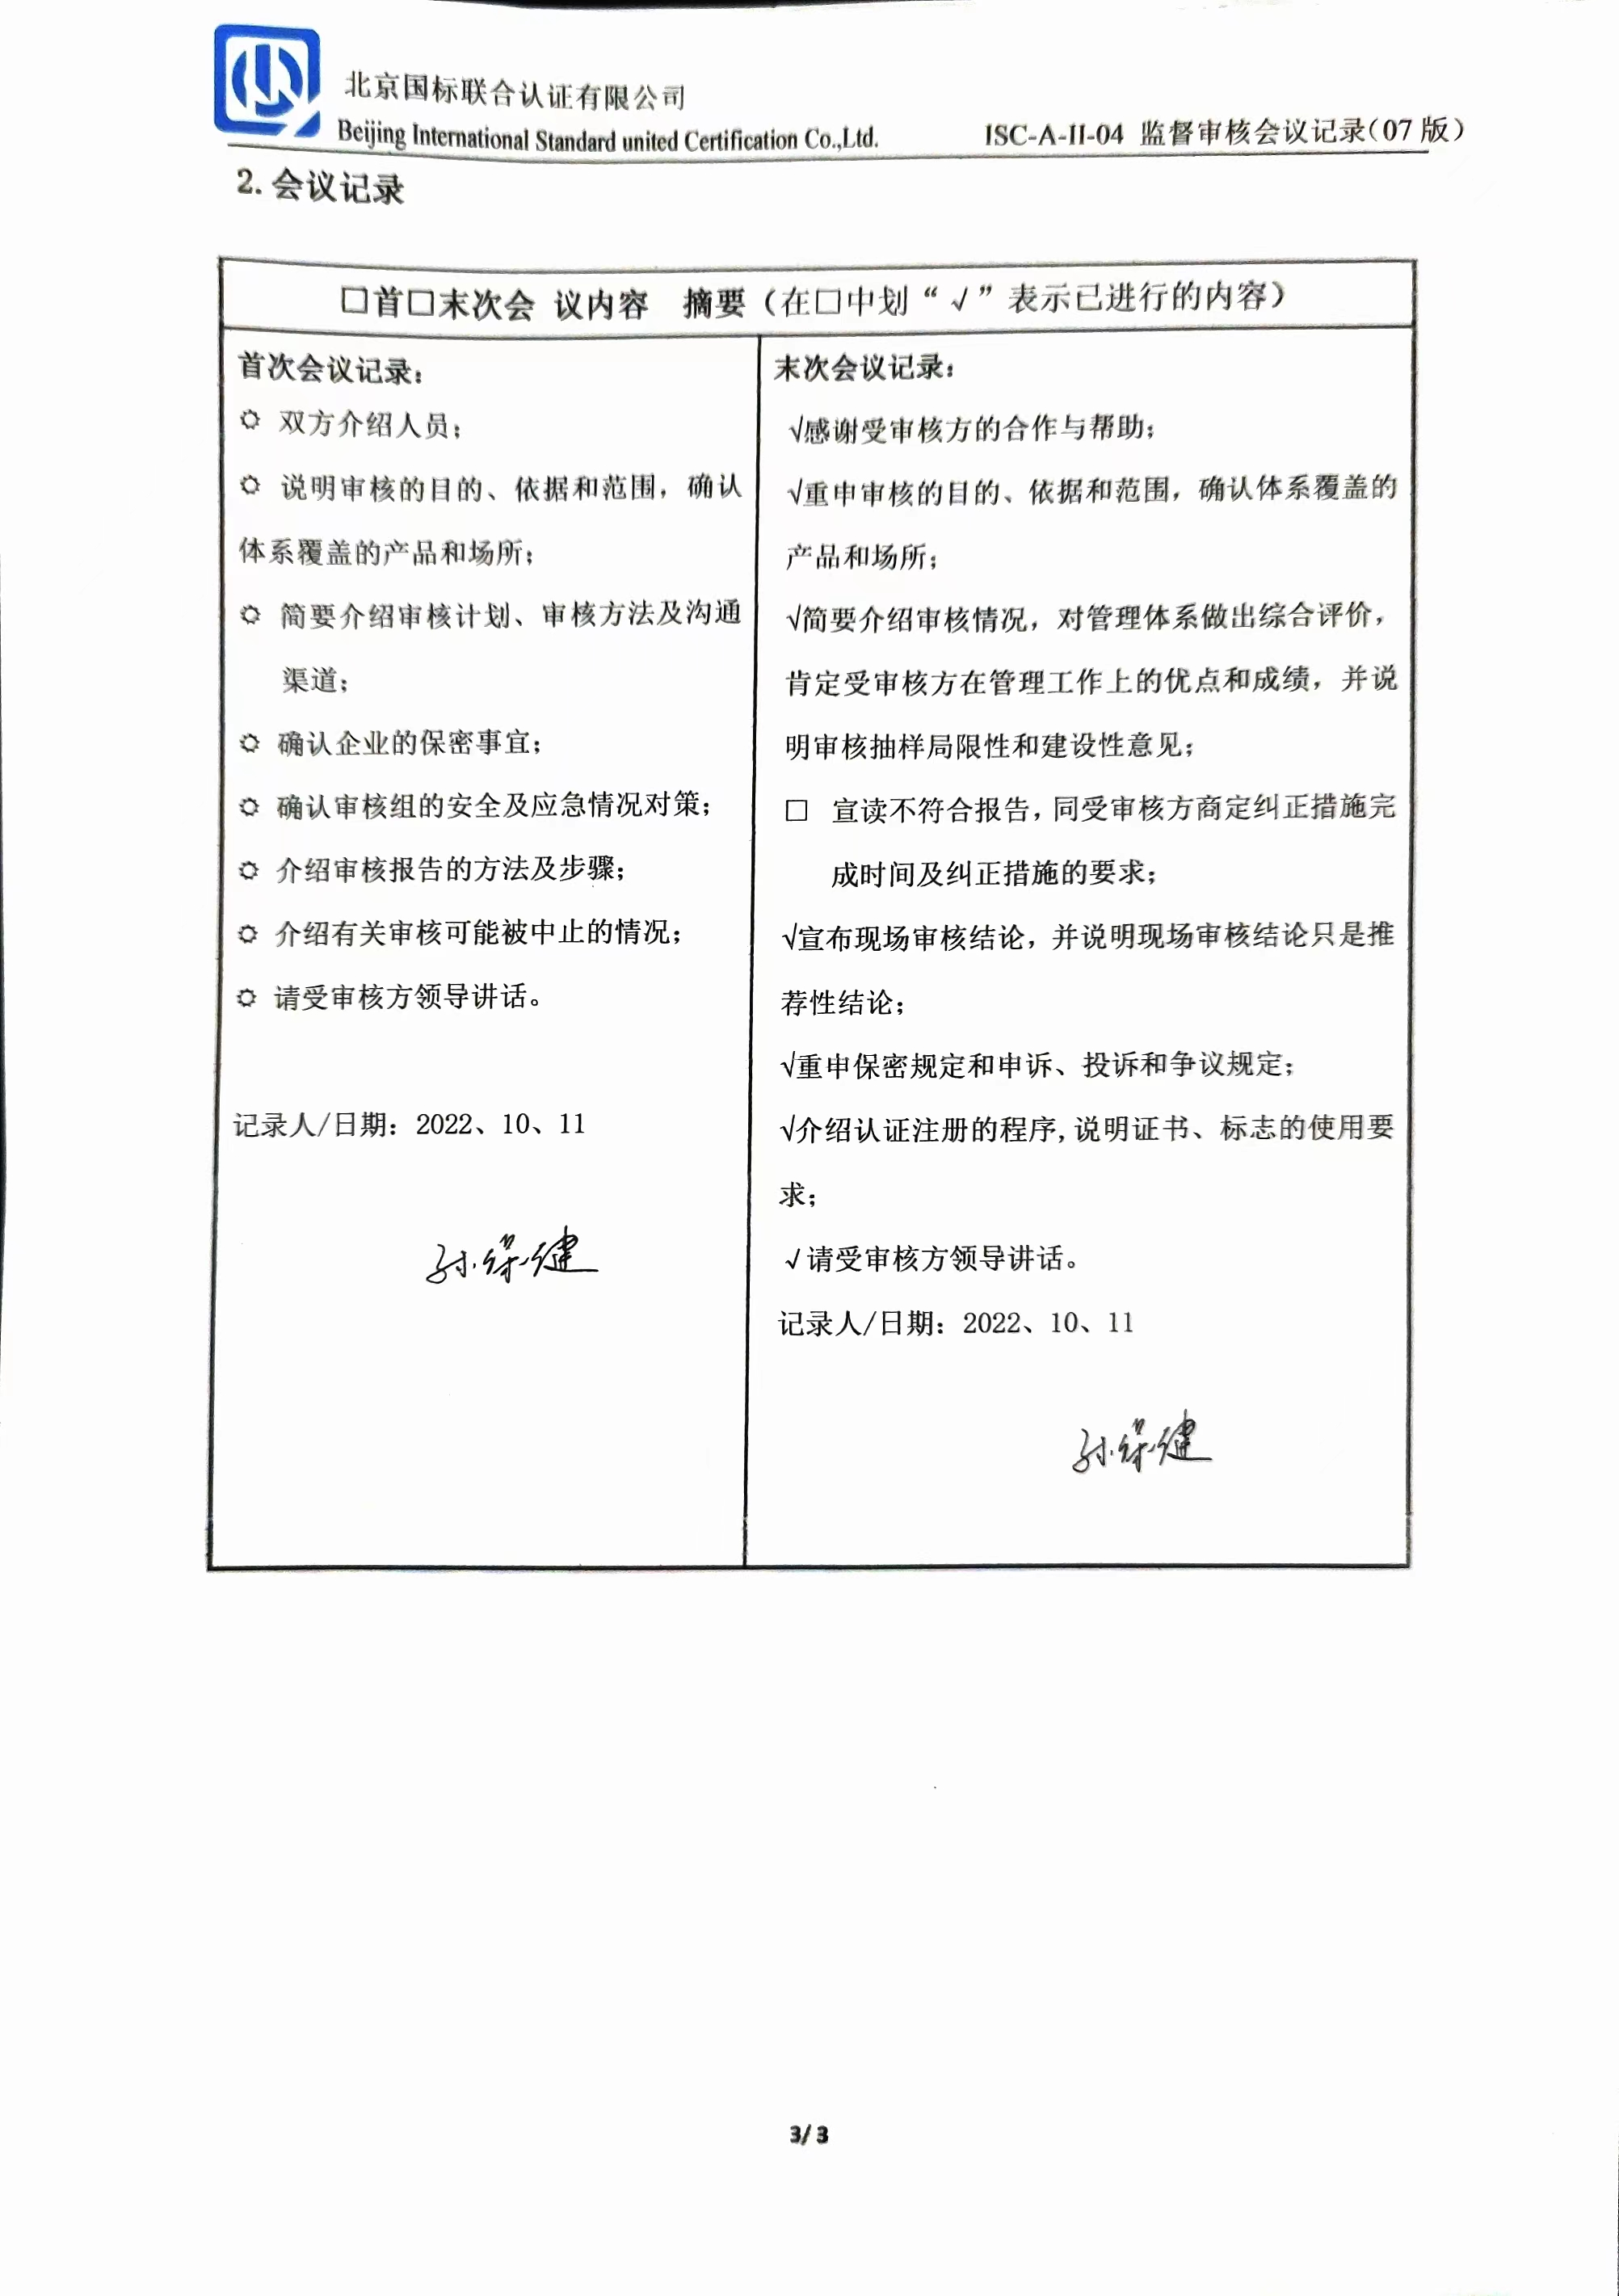 北京国标联合认证有限公司
Beijing International Standard united Certification Co.,Ltd.
ISC-A-II-04 监督审核会议记录(07 版)
2. 会议记录
□首□末次会 议内容 摘要（在□中划“√”表示已进行的内容）
首次会议记录：
双方介绍人员；
说明审核的目的、依据和范围，确认
体系覆盖的产品和场所；
简要介绍审核计划、审核方法及沟通
渠道；
确认企业的保密事宜；
确认审核组的安全及应急情况对策；
介绍审核报告的方法及步骤；
介绍有关审核可能被中止的情况；
请受审核方领导讲话。
记录人/日期：2022、10、11
孙保健
末次会议记录：
√感谢受审核方的合作与帮助；
√重申审核的目的、依据和范围，确认体系覆盖的
产品和场所；
√简要介绍审核情况，对管理体系做出综合评价，
肯定受审核方在管理工作上的优点和成绩，并说
明审核抽样局限性和建设性意见；
□ 宣读不符合报告，同受审核方商定纠正措施完
成时间及纠正措施的要求；
√宣布现场审核结论，并说明现场审核结论只是推
荐性结论；
√重申保密规定和申诉、投诉和争议规定；
√介绍认证注册的程序,说明证书、标志的使用要
求；
√请受审核方领导讲话。
记录人/日期：2022、10、11
孙保健
3/ 3